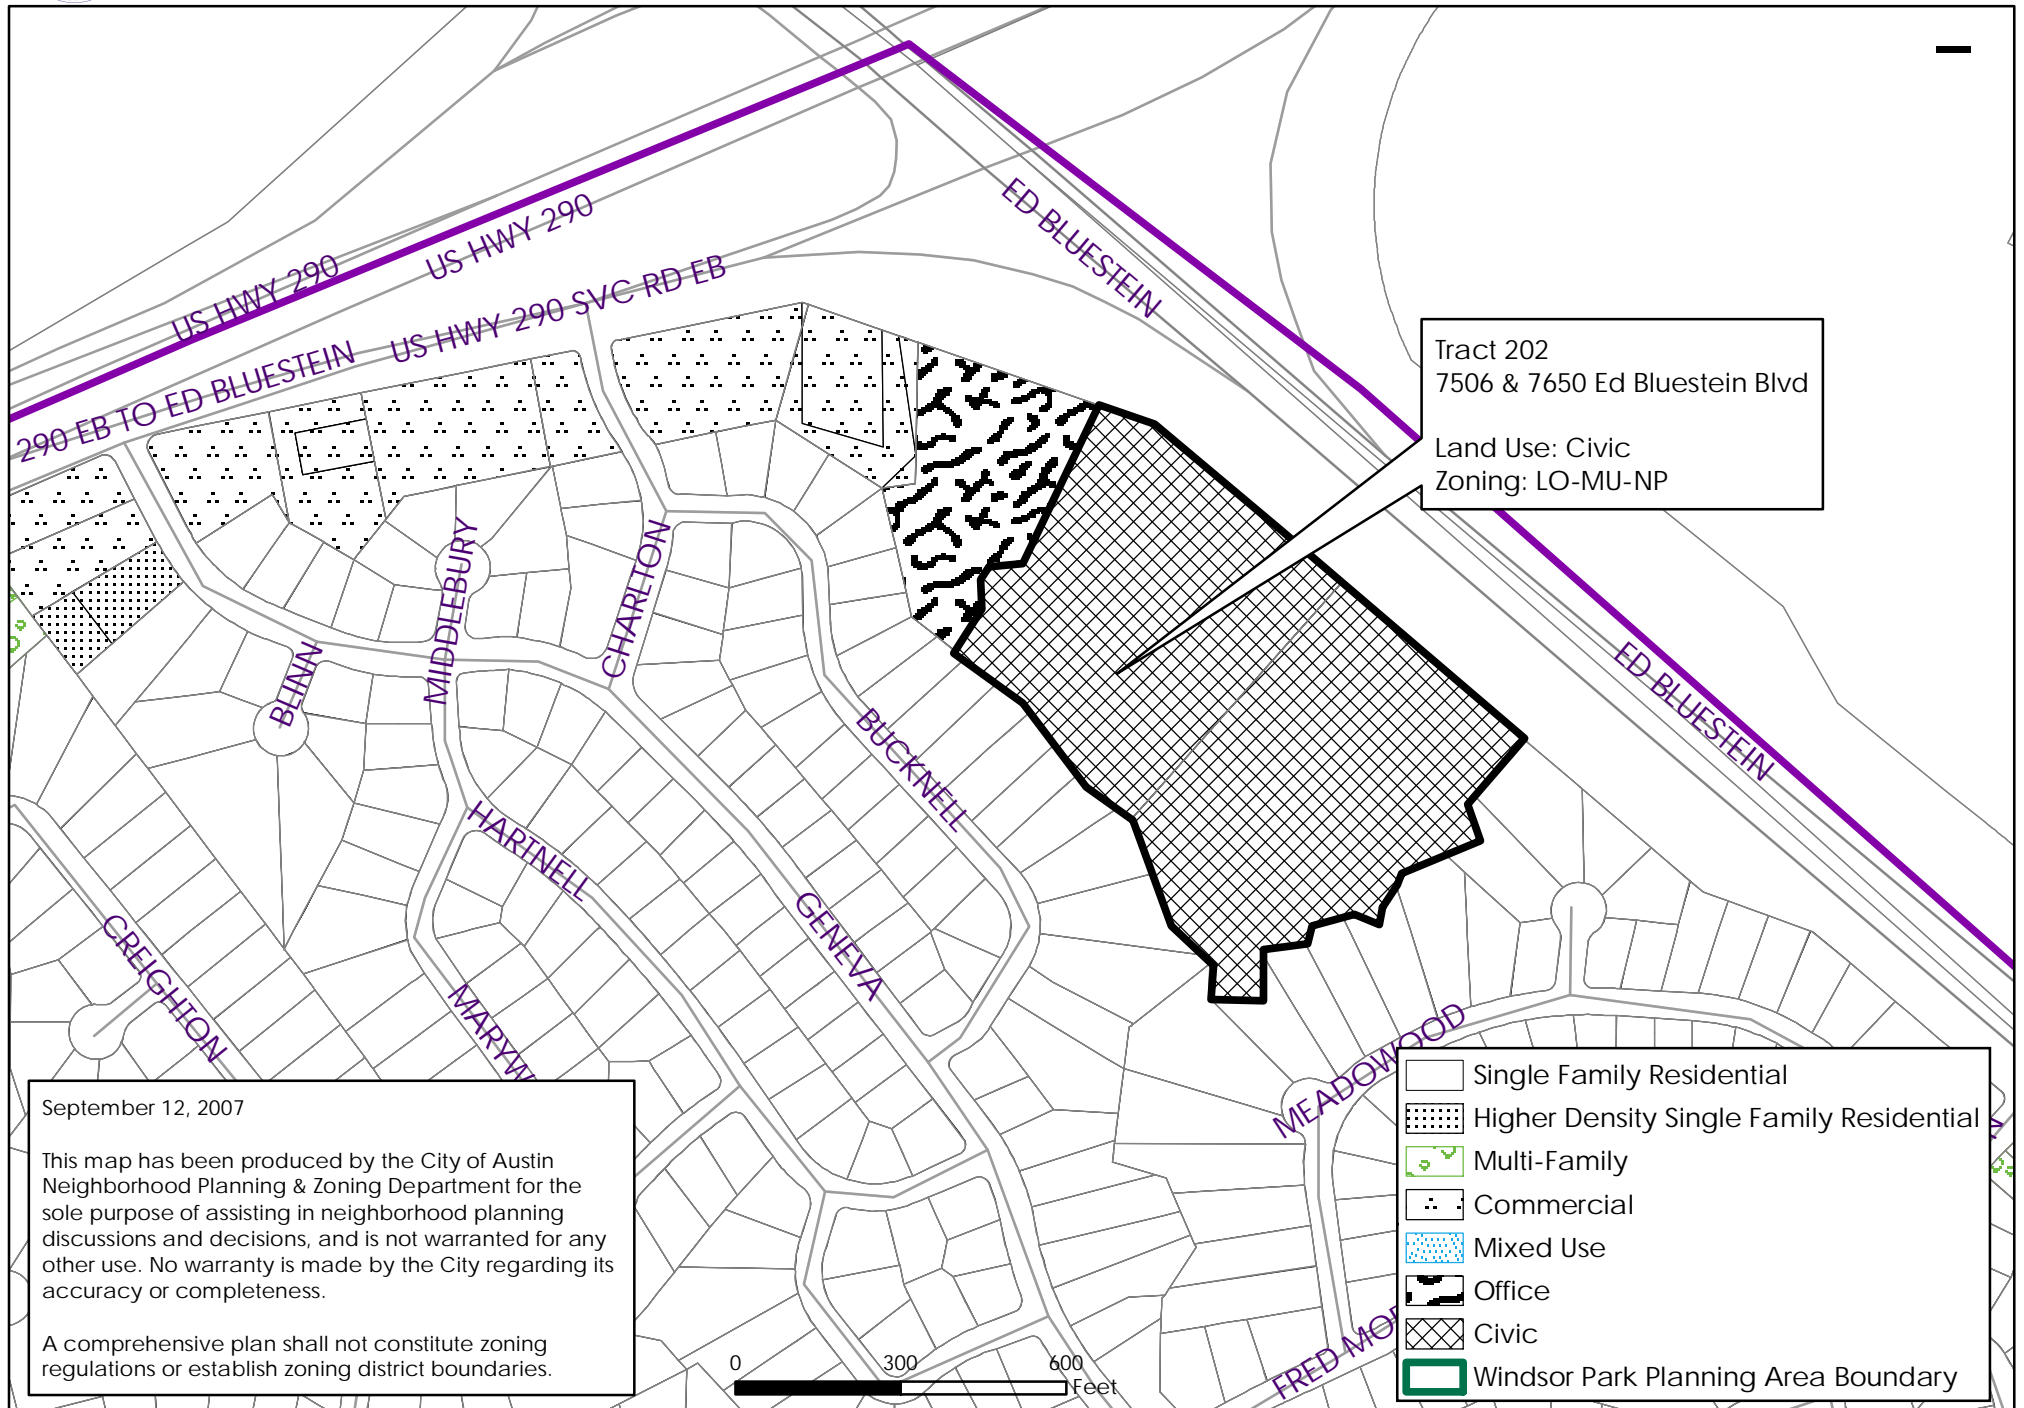 US HWY 290
US HWY 290
ED BLUESTEIN
US HWY 290 SVC RD EB
290 EB TO ED BLUESTEIN
Tract 202
7506 & 7650 Ed Bluestein Blvd
Land Use: Civic
Zoning: LO-MU-NP
MIDDLEBURY
CHARLTON
BLINN
ED BLUESTEIN
BUCKNELL
HARTNELL
GENEVA
CREIGHTON
MARYW
MEADOWOOD
FRED MO
September 12, 2007
This map has been produced by the City of Austin
Neighborhood Planning & Zoning Department for the
sole purpose of assisting in neighborhood planning
discussions and decisions, and is not warranted for any
other use. No warranty is made by the City regarding its
accuracy or completeness.
A comprehensive plan shall not constitute zoning
regulations or establish zoning district boundaries.
0 300 600
Feet
Single Family Residential
Higher Density Single Family Residential
Multi-Family
Commercial
Mixed Use
Office
Civic
Windsor Park Planning Area Boundary